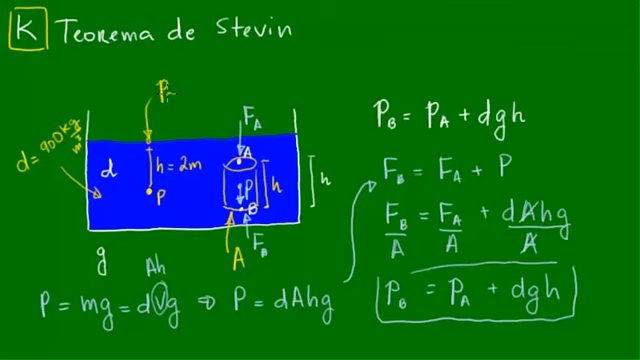 K Teorema de Stevin
P
d = 900 kg/m³
F_A
A
d
h = 2m
P
P
h
h
B
F_B
A
g
P_B = P_A + dgh
F_B = F_A + P
F_B/A = F_A/A + dAhg/A
P_B = P_A + dgh
Ah
P = mg = dVg ⇒ P = dAhg